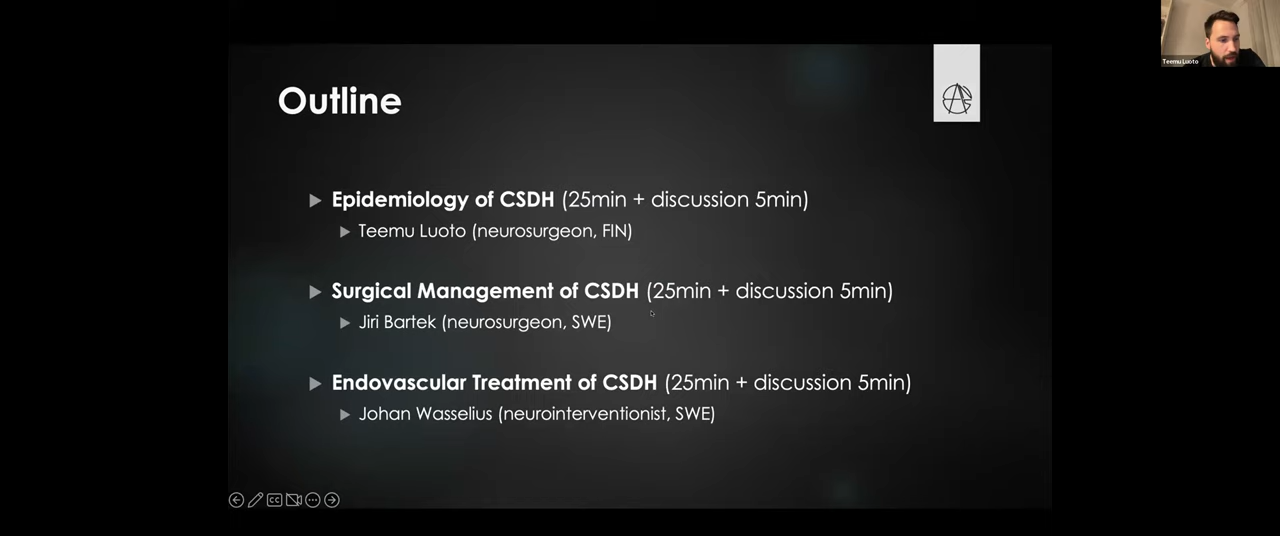 Teemu Luoto
Outline
Epidemiology of CSDH (25min + discussion 5min)
Teemu Luoto (neurosurgeon, FIN)
Surgical Management of CSDH (25min + discussion 5min)
Jiri Bartek (neurosurgeon, SWE)
Endovascular Treatment of CSDH (25min + discussion 5min)
Johan Wasselius (neurointerventionist, SWE)
CC